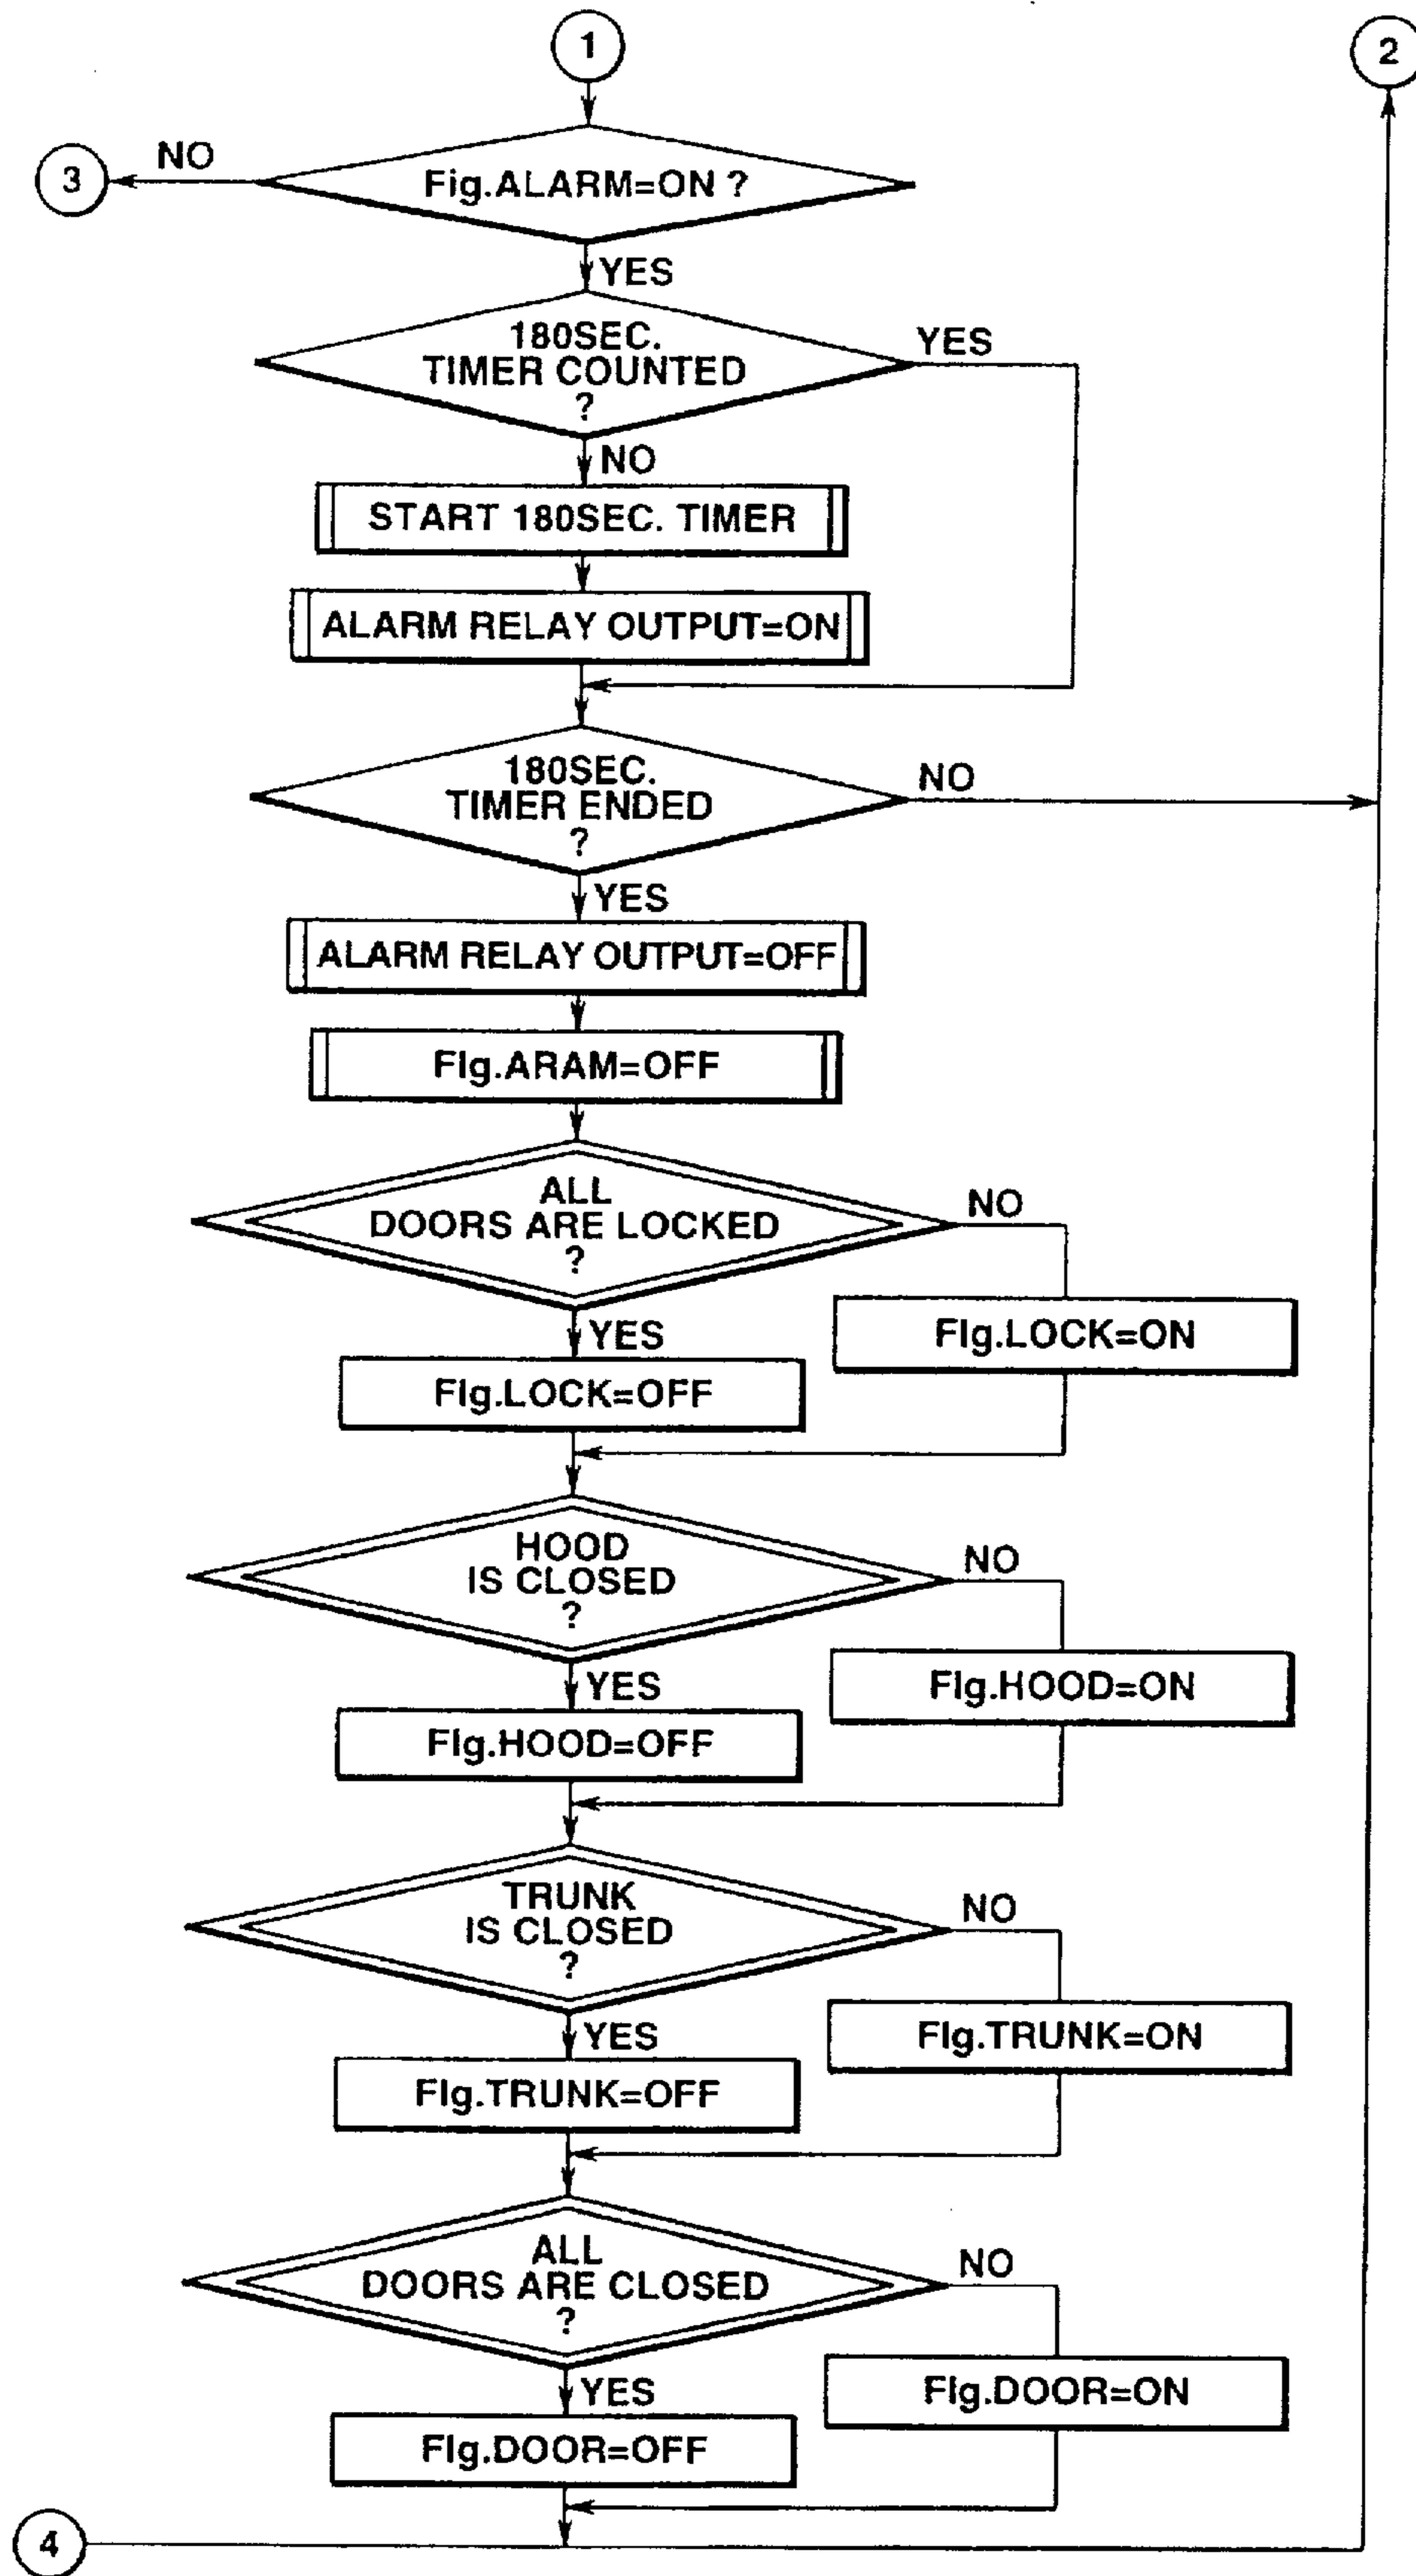 1
2
3
NO
Fig.ALARM=ON ?
YES
180SEC.
TIMER COUNTED
?
YES
NO
START 180SEC. TIMER
ALARM RELAY OUTPUT=ON
180SEC.
TIMER ENDED
?
NO
YES
ALARM RELAY OUTPUT=OFF
Flg.ARAM=OFF
ALL
DOORS ARE LOCKED
?
NO
YES
Flg.LOCK=ON
Flg.LOCK=OFF
HOOD
IS CLOSED
?
NO
YES
Flg.HOOD=ON
Flg.HOOD=OFF
TRUNK
IS CLOSED
?
NO
YES
Flg.TRUNK=ON
Flg.TRUNK=OFF
ALL
DOORS ARE CLOSED
?
NO
YES
Flg.DOOR=ON
Flg.DOOR=OFF
4